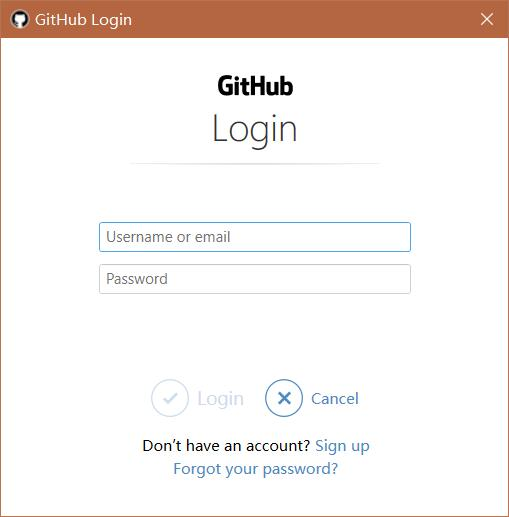 GitHub Login
GitHub
Login
Username or email
Password
Login Cancel
Don’t have an account? Sign up
Forgot your password?